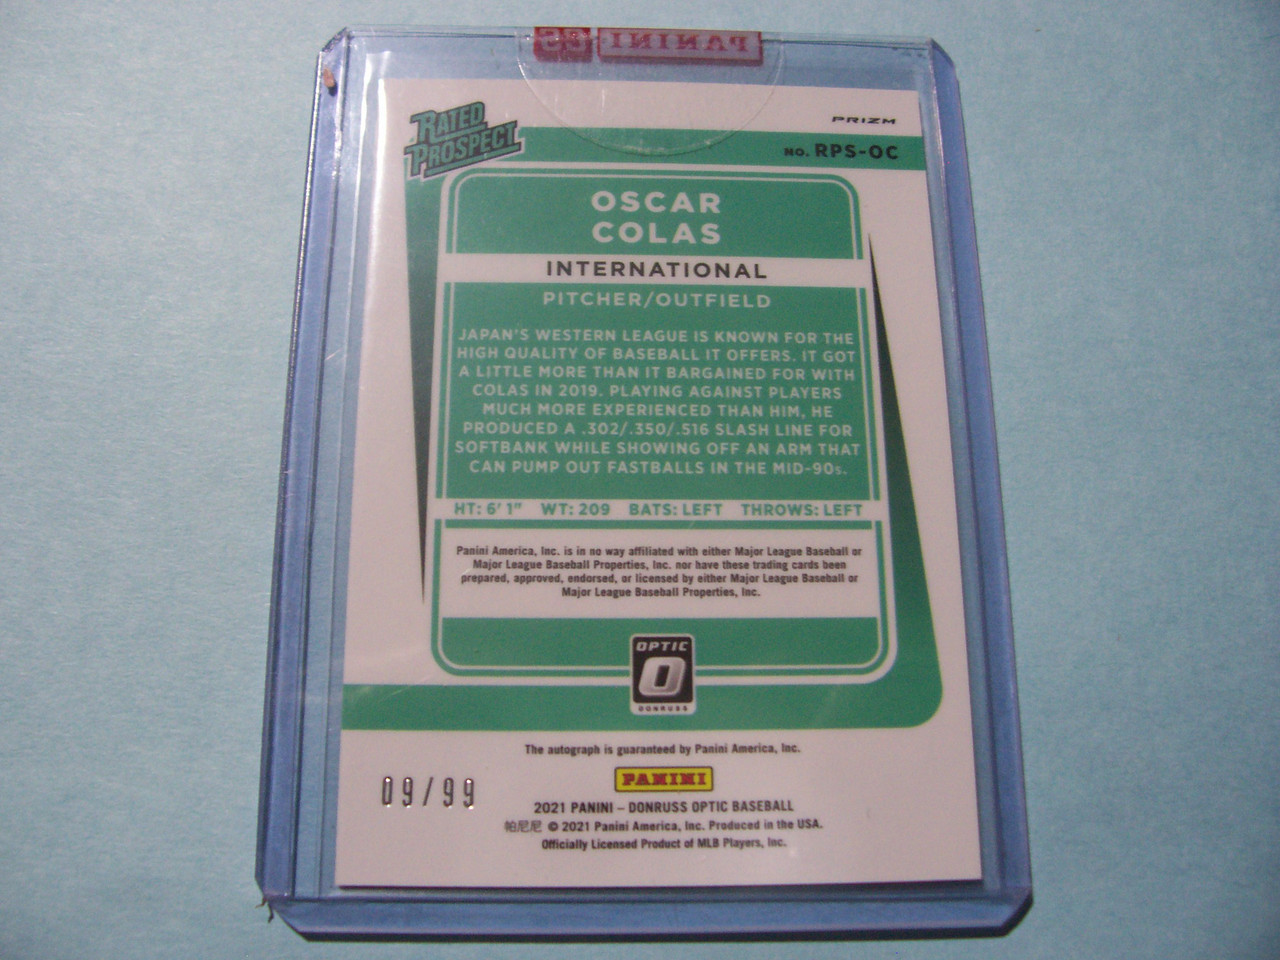 PANINI
RATED
PROSPECT
PRIZM
NO. RPS-OC
OSCAR
COLAS
INTERNATIONAL
PITCHER/OUTFIELD
JAPAN'S WESTERN LEAGUE IS KNOWN FOR THE
HIGH QUALITY OF BASEBALL IT OFFERS. IT GOT
A LITTLE MORE THAN IT BARGAINED FOR WITH
COLAS IN 2019. PLAYING AGAINST PLAYERS
MUCH MORE EXPERIENCED THAN HIM, HE
PRODUCED A .302/.350/.516 SLASH LINE FOR
SOFTBANK WHILE SHOWING OFF AN ARM THAT
CAN PUMP OUT FASTBALLS IN THE MID-90s.
HT: 6' 1" WT: 209 BATS: LEFT THROWS: LEFT
Panini America, Inc. is in no way affiliated with either Major League Baseball or
Major League Baseball Properties, Inc. nor have these trading cards been
prepared, approved, endorsed, or licensed by either Major League Baseball or
Major League Baseball Properties, Inc.
OPTIC
O
DONRUSS
The autograph is guaranteed by Panini America, Inc.
PANINI
09/99
2021 PANINI – DONRUSS OPTIC BASEBALL
帕尼尼 © 2021 Panini America, Inc. Produced in the USA.
Officially Licensed Product of MLB Players, Inc.